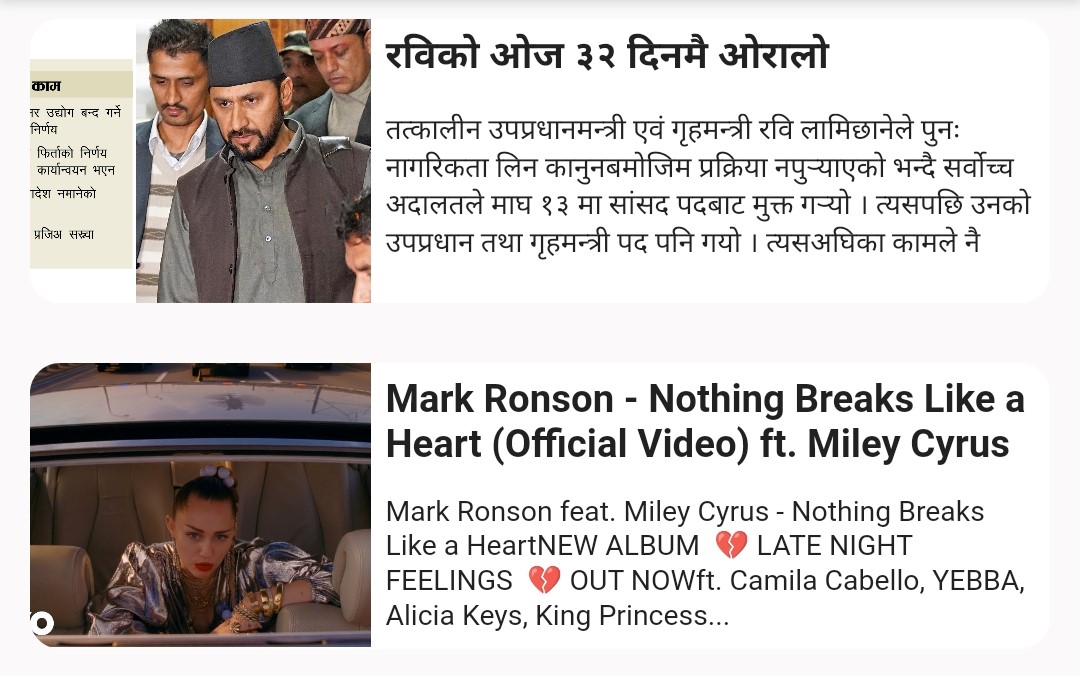 काम
उद्योग बन्द गर्ने
निर्णय
फिर्ताको निर्णय
कार्यान्वयन भएन
नमानेको
प्रजिअ सरुवा
रविको ओज ३२ दिनमै ओरालो
तत्कालीन उपप्रधानमन्त्री एवं गृहमन्त्री रवि लामिछानेले पुनः
नागरिकता लिन कानुनबमोजिम प्रक्रिया नपुऱ्याएको भन्दै सर्वोच्च
अदालतले माघ १३ मा सांसद पदबाट मुक्त गऱ्यो । त्यसपछि उनको
उपप्रधान तथा गृहमन्त्री पद पनि गयो । त्यसअघिका कामले नै
Mark Ronson - Nothing Breaks Like a
Heart (Official Video) ft. Miley Cyrus
Mark Ronson feat. Miley Cyrus - Nothing Breaks
Like a HeartNEW ALBUM 💔 LATE NIGHT
FEELINGS 💔 OUT NOWft. Camila Cabello, YEBBA,
Alicia Keys, King Princess...